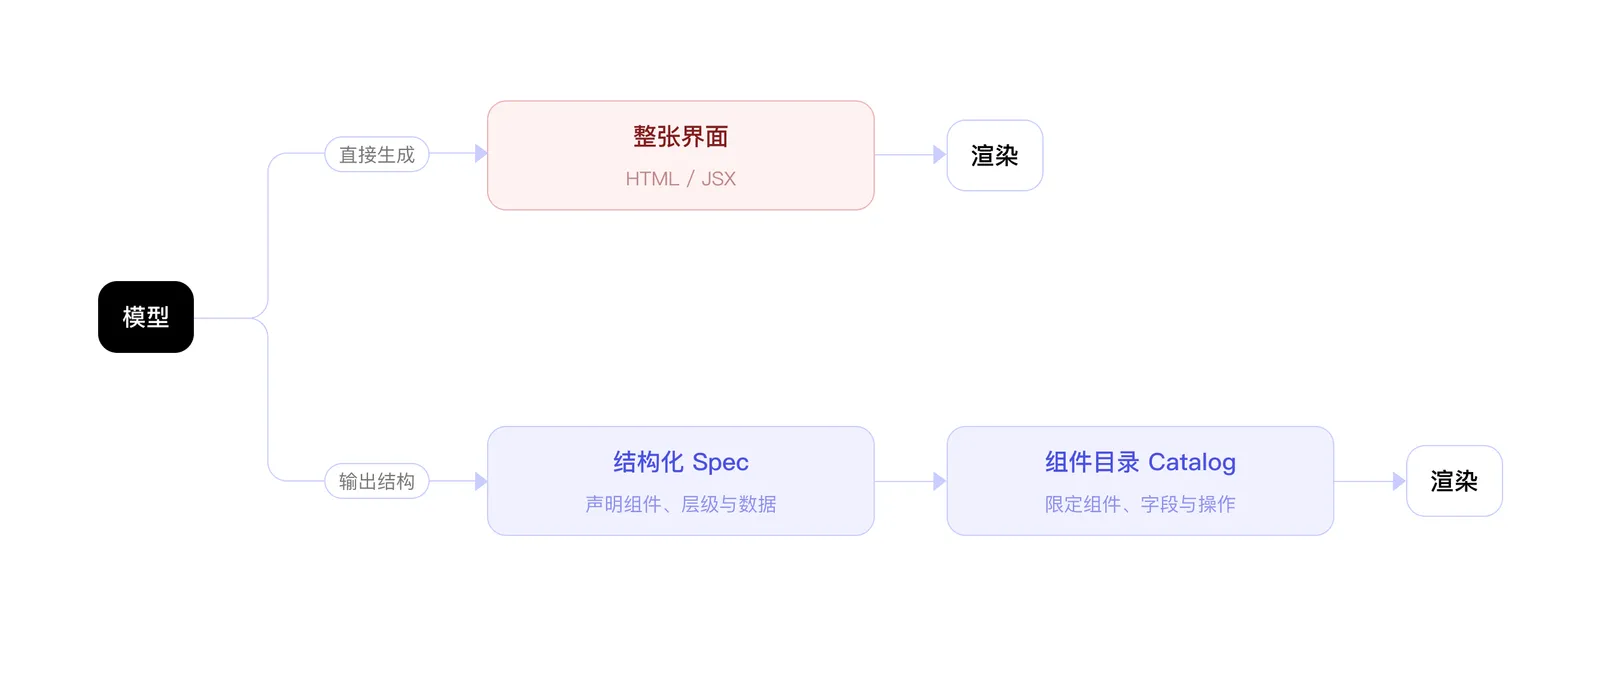 模型
直接生成
整张界面
HTML / JSX
渲染
输出结构
结构化 Spec
声明组件、层级与数据
组件目录 Catalog
限定组件、字段与操作
渲染